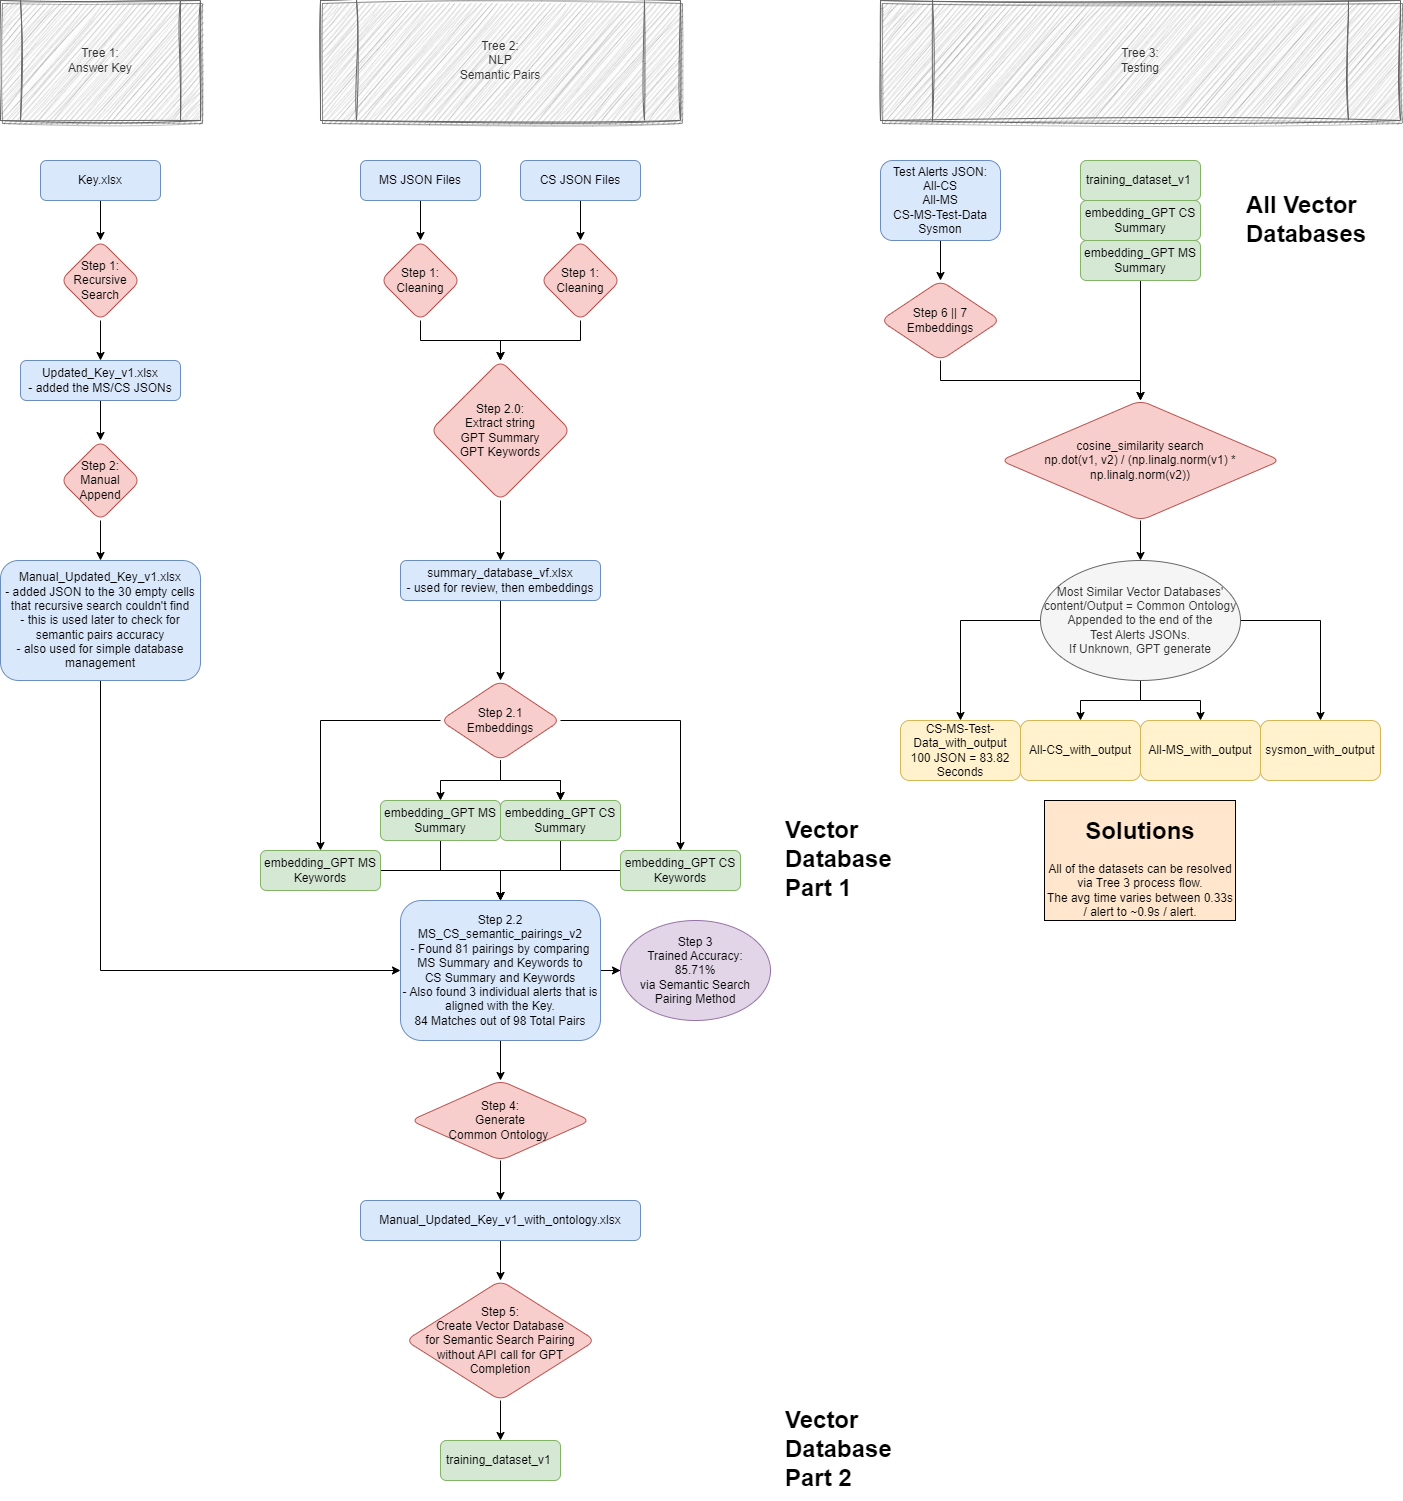 Tree 1:
Answer Key
Tree 2:
NLP
Semantic Pairs
Tree 3:
Testing
Key.xlsx
Step 1:
Recursive
Search
Updated_Key_v1.xlsx
- added the MS/CS JSONs
Step 2:
Manual
Append
Manual_Updated_Key_v1.xlsx
- added JSON to the 30 empty cells
that recursive search couldn't find
- this is used later to check for
semantic pairs accuracy
- also used for simple database
management
MS JSON Files
CS JSON Files
Step 1:
Cleaning
Step 1:
Cleaning
Step 2.0:
Extract string
GPT Summary
GPT Keywords
summary_database_vf.xlsx
- used for review, then embeddings
Step 2.1
Embeddings
embedding_GPT MS
Summary
embedding_GPT CS
Summary
embedding_GPT MS
Keywords
embedding_GPT CS
Keywords
Vector
Database
Part 1
Step 2.2
MS_CS_semantic_pairings_v2
- Found 81 pairings by comparing
MS Summary and Keywords to
CS Summary and Keywords
- Also found 3 individual alerts that is
aligned with the Key.
84 Matches out of 98 Total Pairs
Step 3
Trained Accuracy:
85.71%
via Semantic Search
Pairing Method
Step 4:
Generate
Common Ontology
Manual_Updated_Key_v1_with_ontology.xlsx
Step 5:
Create Vector Database
for Semantic Search Pairing
without API call for GPT
Completion
training_dataset_v1
Vector
Database
Part 2
Test Alerts JSON:
All-CS
All-MS
CS-MS-Test-Data
Sysmon
training_dataset_v1
embedding_GPT CS
Summary
embedding_GPT MS
Summary
All Vector
Databases
Step 6 || 7
Embeddings
cosine_similarity search
np.dot(v1, v2) / (np.linalg.norm(v1) *
np.linalg.norm(v2))
Most Similar Vector Databases'
content/Output = Common Ontology
Appended to the end of the
Test Alerts JSONs.
If Unknown, GPT generate
CS-MS-Test-
Data_with_output
100 JSON = 83.82
Seconds
All-CS_with_output
All-MS_with_output
sysmon_with_output
Solutions
All of the datasets can be resolved
via Tree 3 process flow.
The avg time varies between 0.33s
/ alert to ~0.9s / alert.